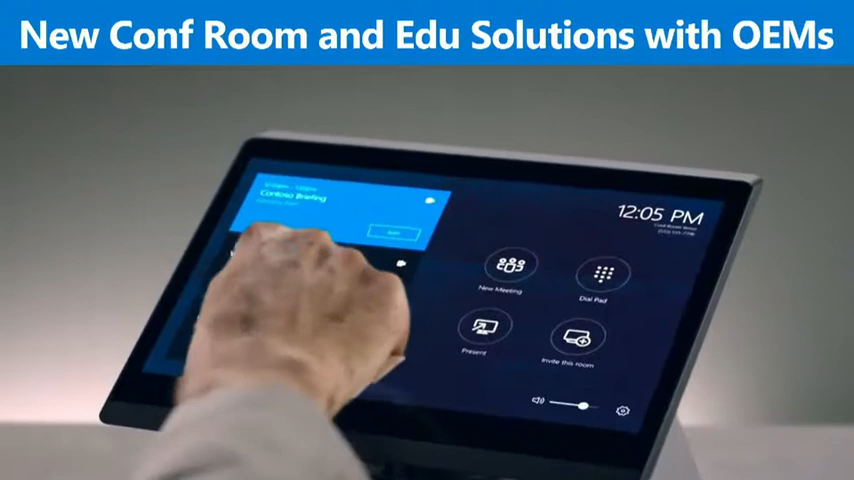 New Conf Room and Edu Solutions with OEMs
Contoso Briefing
12:05 PM
New Meeting
Dial Pad
Present
Invite this room